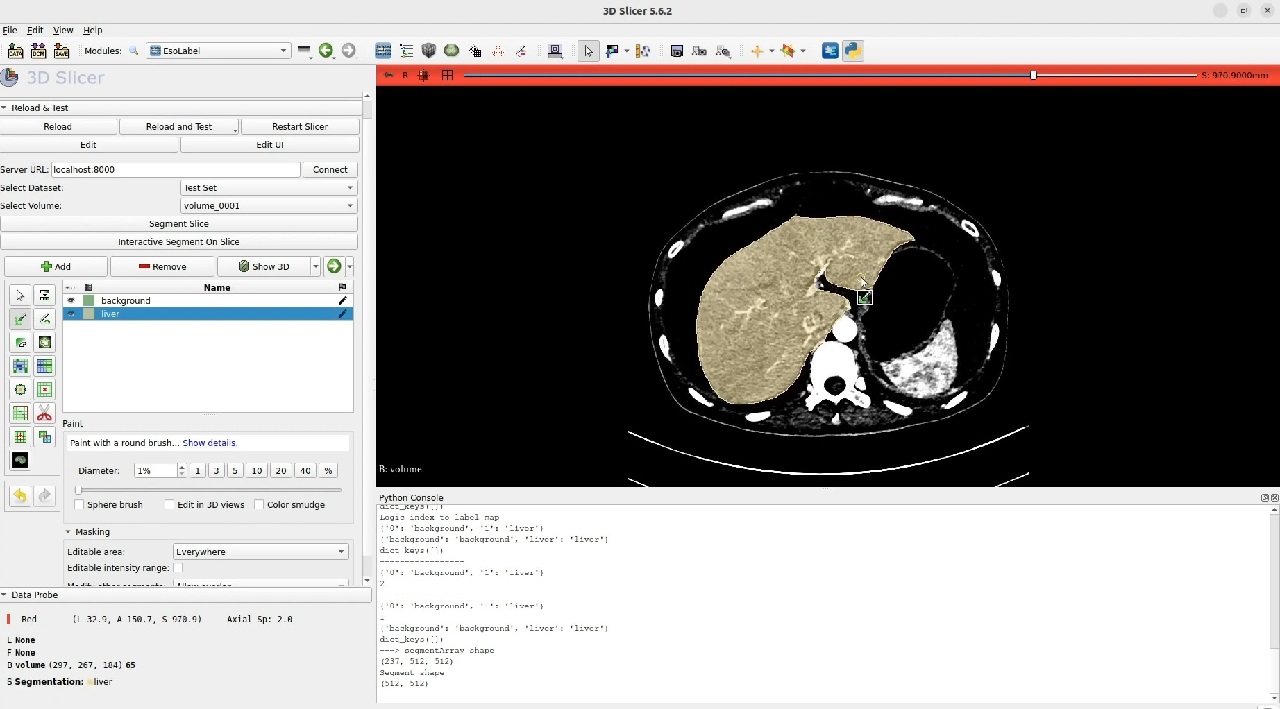 3D Slicer 5.6.2
File Edit View Help
DATA DCM SAVE Modules: EsoLabel
3D Slicer
R S: 970.9000mm
Reload & Test
Reload Reload and Test Restart Slicer
Edit Edit UI
Server URL: localhost:8000 Connect
Select Dataset: Test Set
Select Volume: volume_0001
Segment Slice
Interactive Segment On Slice
Add Remove Show 3D
Name
background
liver
Paint
Paint with a round brush... Show details.
Diameter: 1% 1 3 5 10 20 40 %
Sphere brush Edit in 3D views Color smudge
Masking
Editable area: Everywhere
Editable intensity range:
B: volume
Python Console
dict_keys([])
Logic index to label map
{'0': 'background', '1': 'liver'}
{'background': 'background', 'liver': 'liver'}
dict keys([])
-----------------
{'0': 'background', '1': 'liver'}
2
{'0': 'background', '1': 'liver'}
{'background': 'background', 'liver': 'liver'}
dict_keys([])
---> segmentArray shape
(237, 512, 512)
Segment shape
(512, 512)
Data Probe
Red (L 32.9, A 150.7, S 970.9) Axial Sp: 2.0
L None
F None
B volume (297, 267, 184) 65
S Segmentation: liver